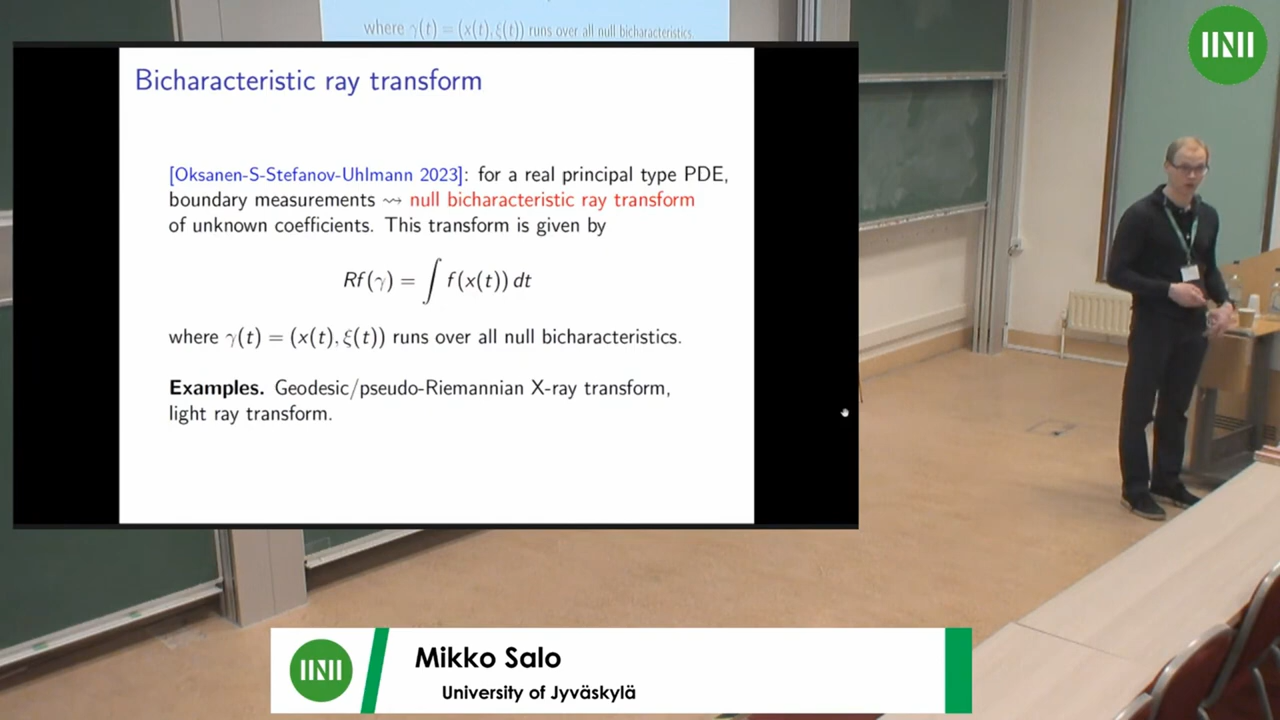 where γ(t) = (x(t), ξ(t)) runs over all null bicharacteristics.
Bicharacteristic ray transform
[Oksanen-S-Stefanov-Uhlmann 2023]: for a real principal type PDE,
boundary measurements ⇝ null bicharacteristic ray transform
of unknown coefficients. This transform is given by
Rf(γ) = ∫ f(x(t)) dt
where γ(t) = (x(t), ξ(t)) runs over all null bicharacteristics.
Examples. Geodesic/pseudo-Riemannian X-ray transform,
light ray transform.
Mikko Salo
University of Jyväskylä